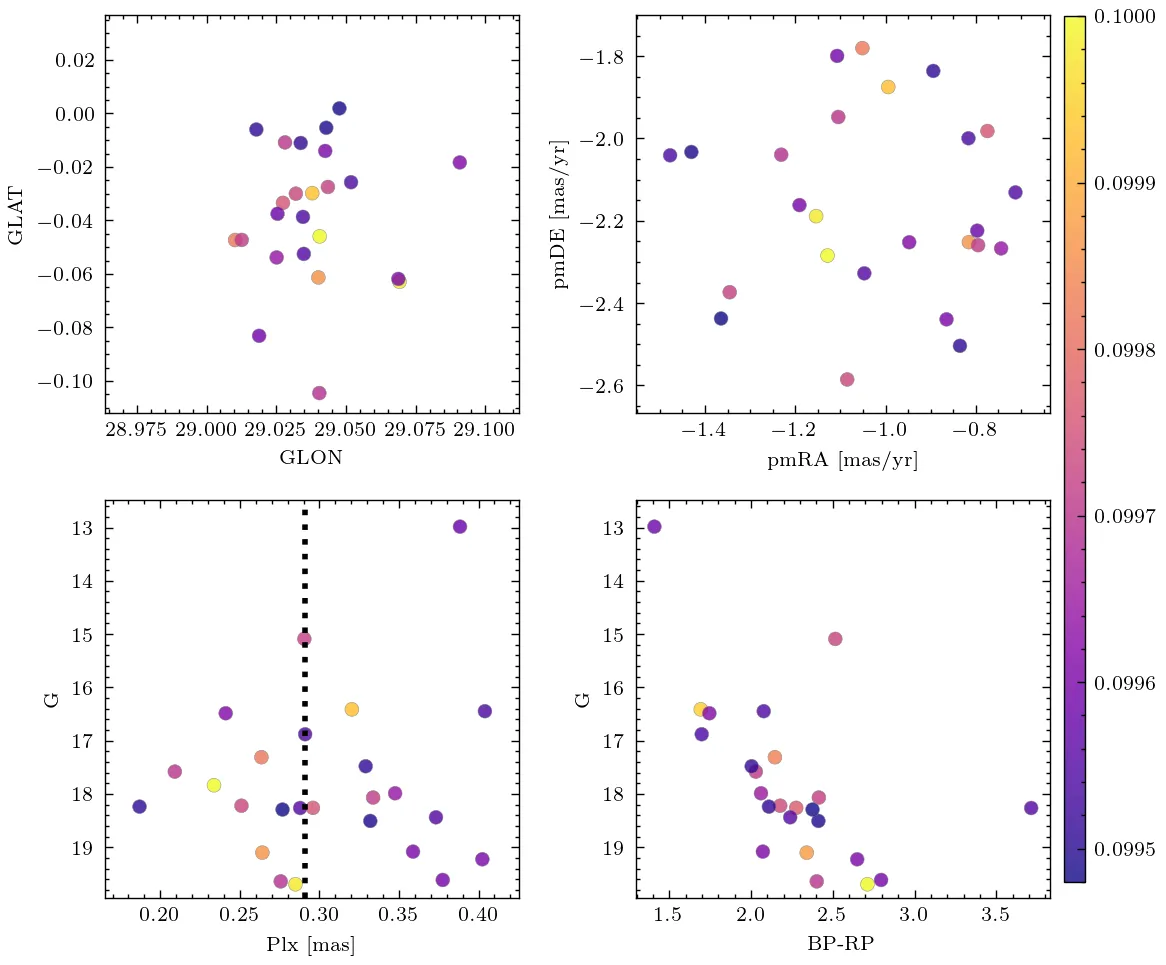 0.02
0.00
−0.02
−0.04
−0.06
−0.08
−0.10
GLAT
28.975 29.000 29.025 29.050 29.075 29.100
GLON
−1.8
−2.0
−2.2
−2.4
−2.6
pmDE [mas/yr]
−1.4 −1.2 −1.0 −0.8
pmRA [mas/yr]
13
14
15
16
17
18
19
G
0.20 0.25 0.30 0.35 0.40
Plx [mas]
13
14
15
16
17
18
19
G
1.5 2.0 2.5 3.0 3.5
BP-RP
0.1000
0.0999
0.0998
0.0997
0.0996
0.0995